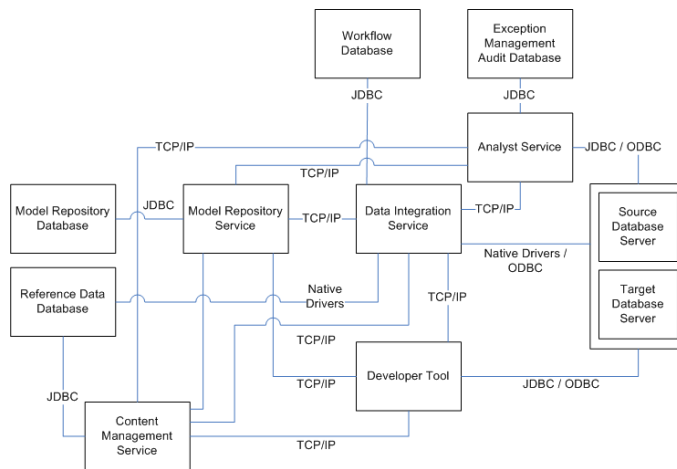 Workflow
Database
Exception
Management
Audit Database
JDBC
JDBC
TCP/IP
Analyst Service
JDBC / ODBC
TCP/IP
Model Repository
Database
JDBC
Model Repository
Service
TCP/IP
Data Integration
Service
TCP/IP
Source
Database
Server
Native Drivers /
ODBC
Reference Data
Database
Native
Drivers
TCP/IP
Target
Database
Server
TCP/IP
Developer Tool
TCP/IP
JDBC / ODBC
JDBC
Content
Management
Service
TCP/IP